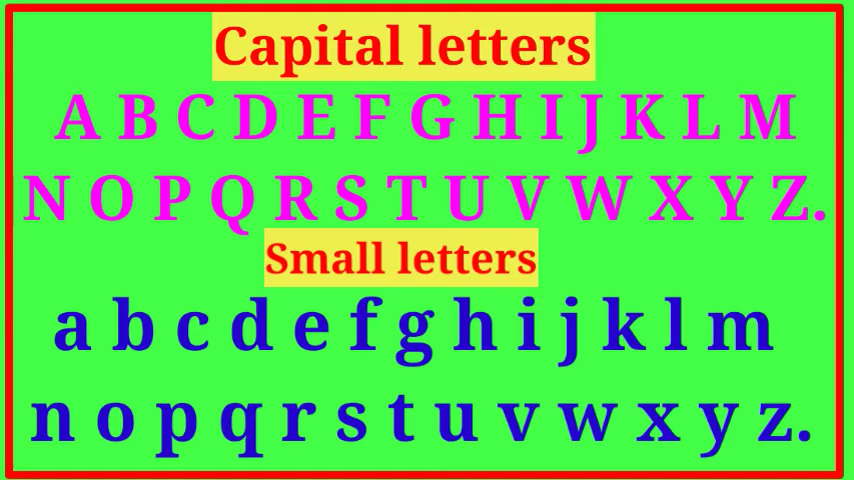 Capital letters
A B C D E F G H I J K L M
N O P Q R S T U V W X Y Z.
Small letters
a b c d e f g h i j k l m
n o p q r s t u v w x y z.